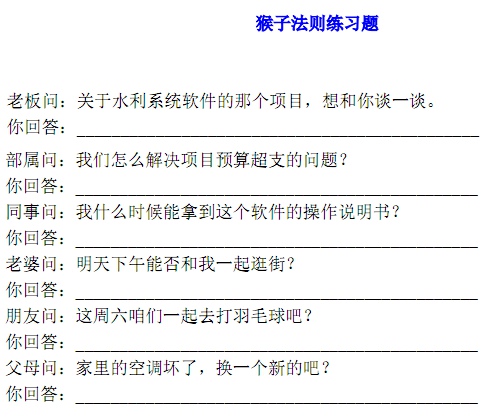 猴子法则练习题
老板问：关于水利系统软件的那个项目，想和你谈一谈。
你回答：
部属问：我们怎么解决项目预算超支的问题？
你回答：
同事问：我什么时候能拿到这个软件的操作说明书？
你回答：
老婆问：明天下午能否和我一起逛街？
你回答：
朋友问：这周六咱们一起去打羽毛球吧？
你回答：
父母问：家里的空调坏了，换一个新的吧？
你回答：